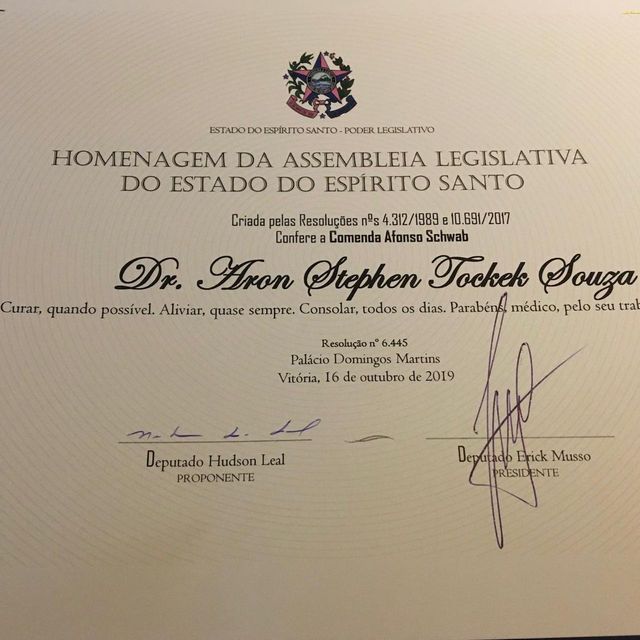 ESTADO DO ESPÍRITO SANTO - PODER LEGISLATIVO
HOMENAGEM DA ASSEMBLEIA LEGISLATIVA
DO ESTADO DO ESPÍRITO SANTO
Criada pelas Resoluções nºs 4.312/1989 e 10.691/2017
Confere a Comenda Afonso Schwab
Dr. Aron Stephen Tockek Souza
Curar, quando possível. Aliviar, quase sempre. Consolar, todos os dias. Parabéns, médico, pelo seu
Resolução nº 6.445
Palácio Domingos Martins
Vitória, 16 de outubro de 2019
Deputado Hudson Leal
PROPONENTE
Deputado Erick Musso
PRESIDENTE